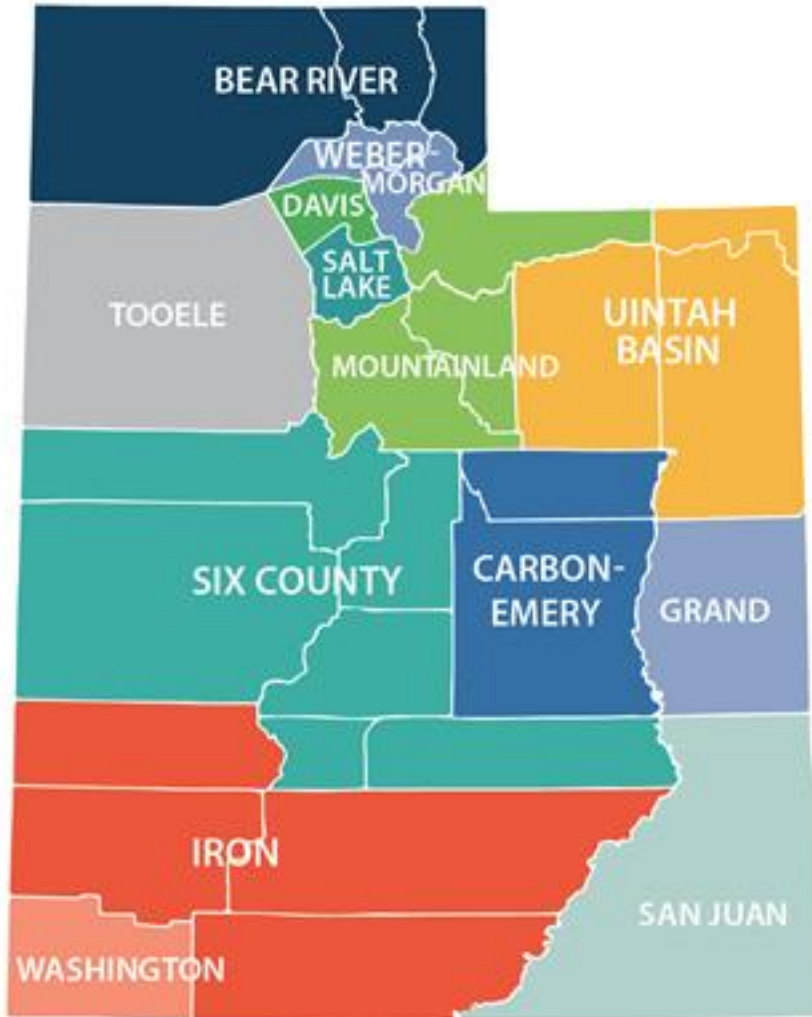 BEAR RIVER
WEBER-
MORGAN
DAVIS
SALT
LAKE
TOOELE
UINTAH
BASIN
MOUNTAINLAND
SIX COUNTY
CARBON-
EMERY
GRAND
IRON
SAN JUAN
WASHINGTON